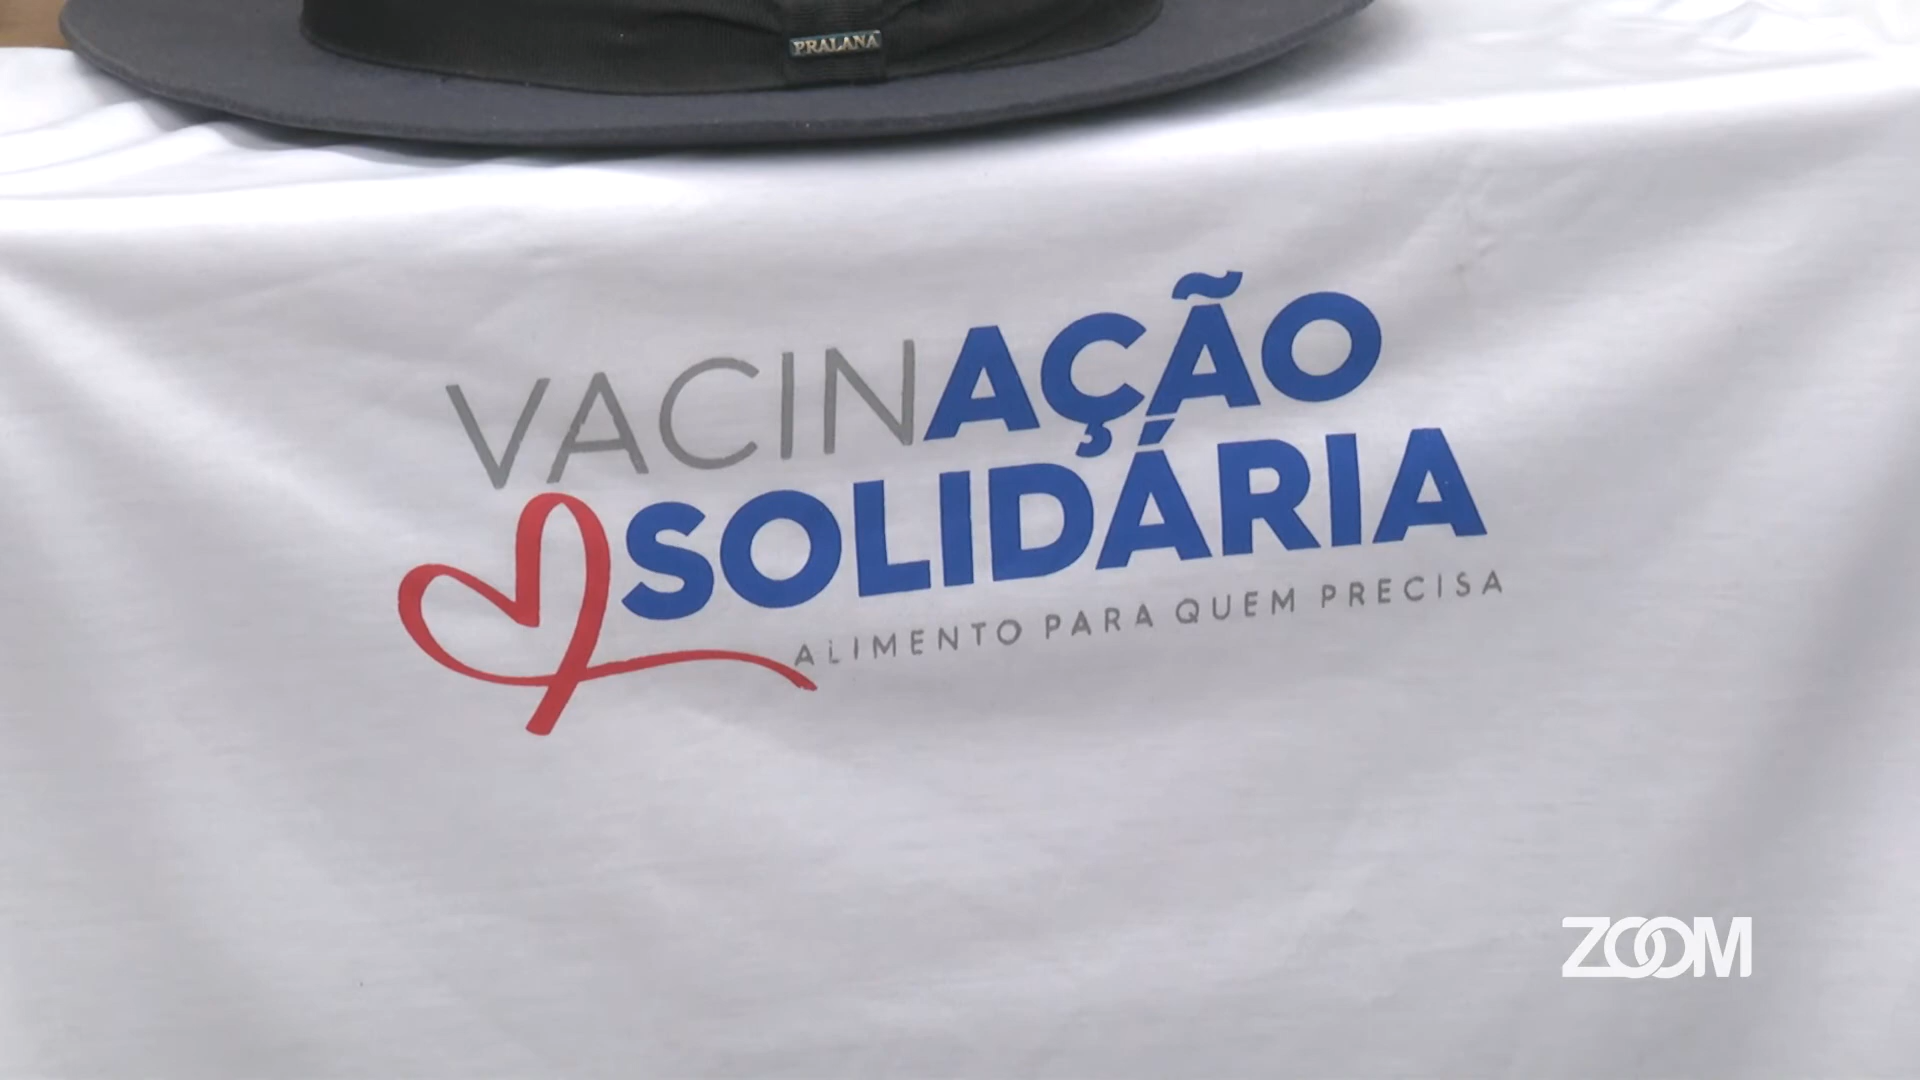 PRALANA
VACINAÇÃO
SOLIDÁRIA
ALIMENTO PARA QUEM PRECISA
ZOOM